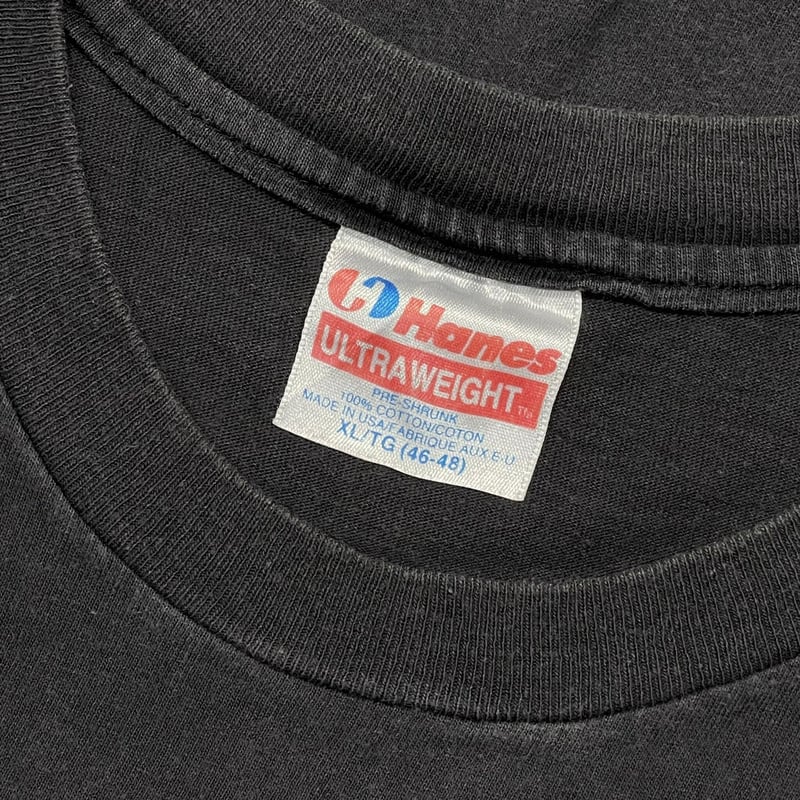 Hanes
ULTRAWEIGHT
PRE-SHRUNK
100% COTTON/COTON
MADE IN USA/FABRIQUE AUX E-U
XL/TG (46-48)